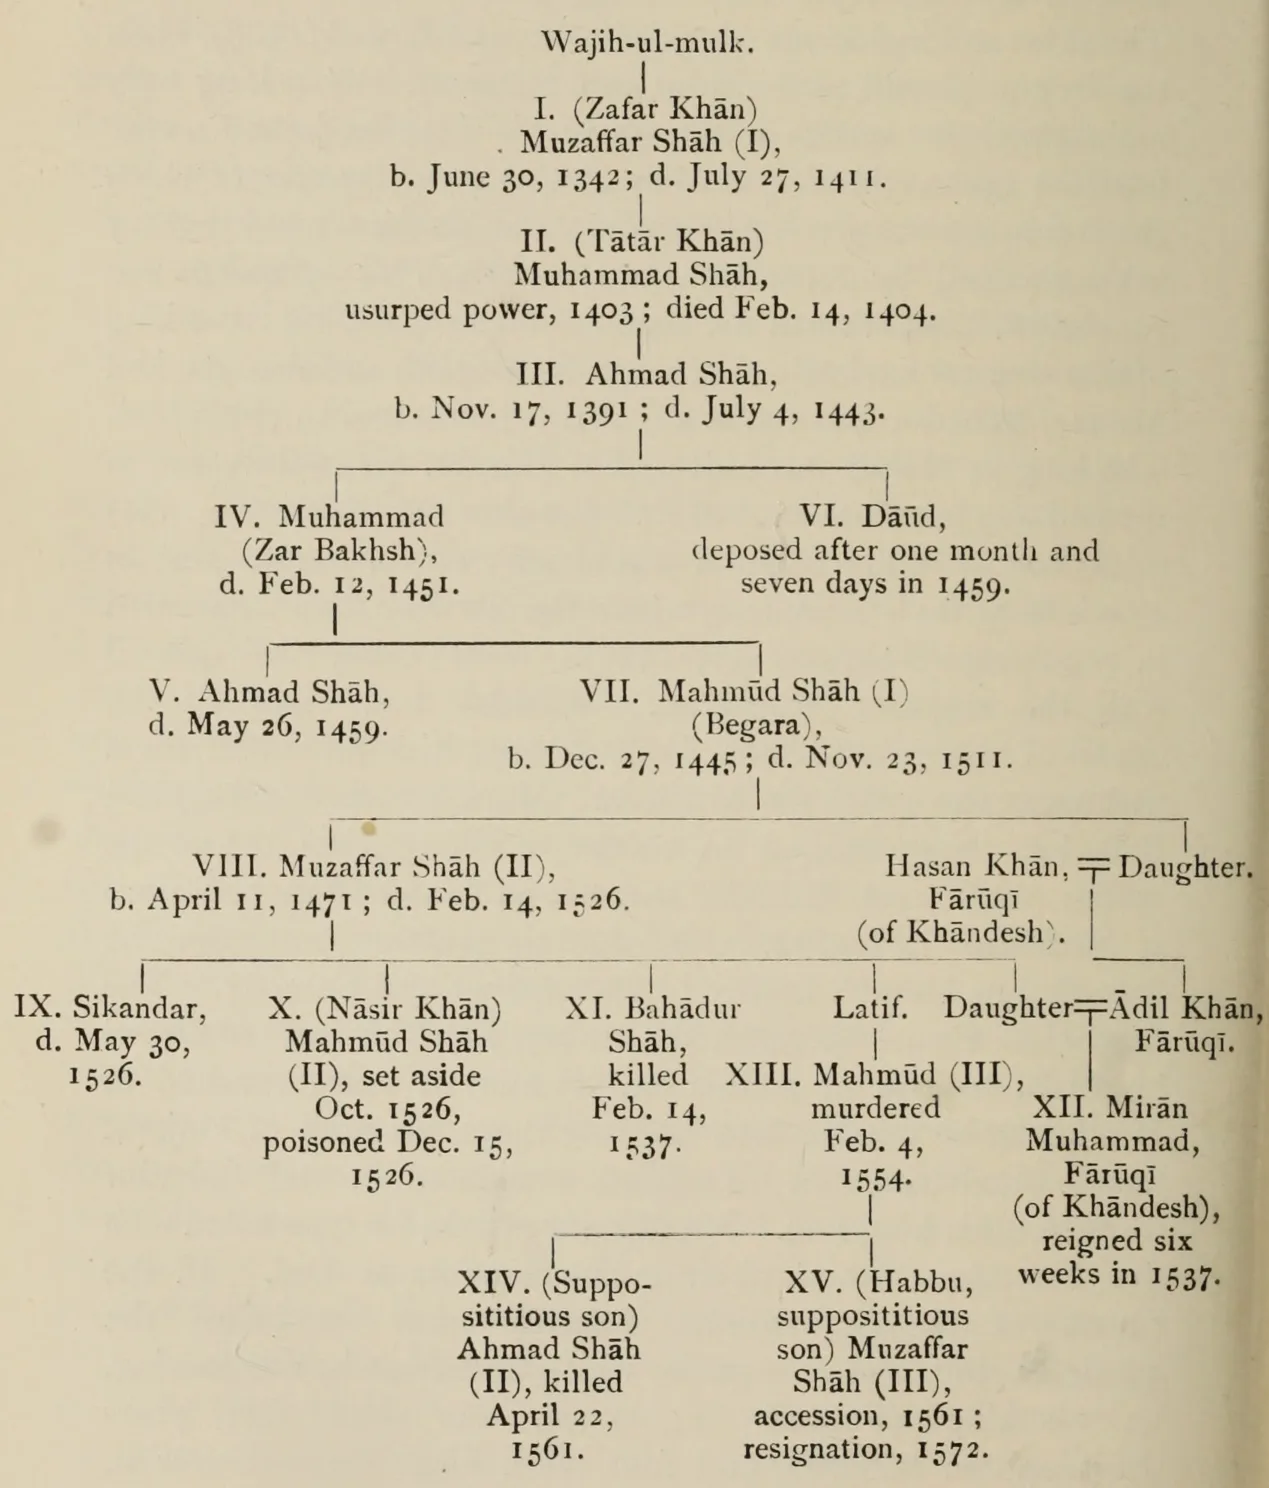 Wajih-ul-mulk.
I. (Zafar Khān)
Muzaffar Shāh (I),
b. June 30, 1342; d. July 27, 1411.
II. (Tātār Khān)
Muhammad Shāh,
usurped power, 1403 ; died Feb. 14, 1404.
III. Ahmad Shāh,
b. Nov. 17, 1391 ; d. July 4, 1443.
IV. Muhammad
(Zar Bakhsh),
d. Feb. 12, 1451.
VI. Dāūd,
deposed after one month and
seven days in 1459.
V. Ahmad Shāh,
d. May 26, 1459.
VII. Mahmūd Shāh (I)
(Begara),
b. Dec. 27, 1445 ; d. Nov. 23, 1511.
VIII. Muzaffar Shāh (II),
b. April 11, 1471 ; d. Feb. 14, 1526.
Hasan Khān, = Daughter.
Fārūqī
(of Khāndesh).
IX. Sikandar,
d. May 30,
1526.
X. (Nāsir Khān)
Mahmūd Shāh
(II), set aside
Oct. 1526,
poisoned Dec. 15,
1526.
XI. Bahādur
Shāh,
killed
Feb. 14,
1537.
Latif.
XIII. Mahmūd (III),
murdered
Feb. 4,
1554.
Daughter=Ādil Khān,
Fārūqī.
XII. Mirān
Muhammad,
Fārūqī
(of Khāndesh),
reigned six
weeks in 1537.
XIV. (Suppo-
sititious son)
Ahmad Shāh
(II), killed
April 22,
1561.
XV. (Habbu,
supposititious
son) Muzaffar
Shāh (III),
accession, 1561 ;
resignation, 1572.